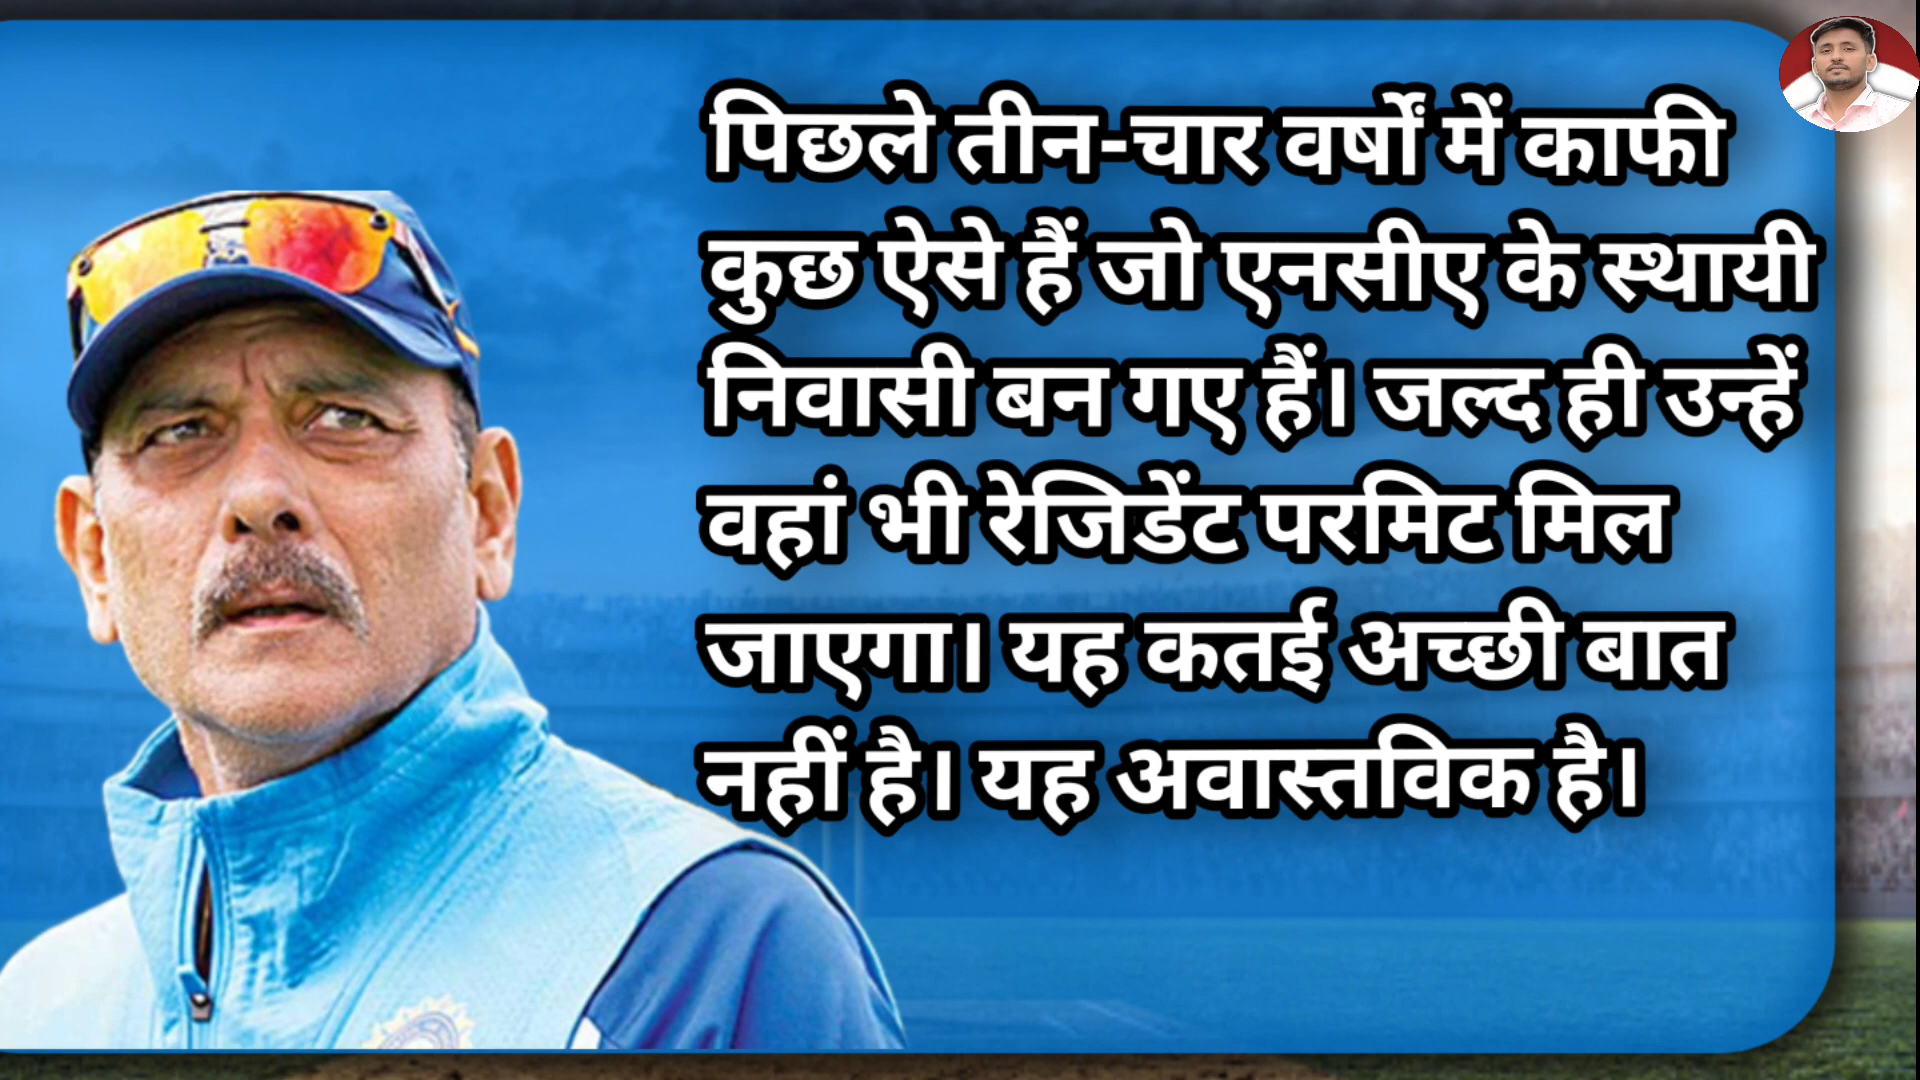 पिछले तीन-चार वर्षों में काफी
कुछ ऐसे हैं जो एनसीए के स्थायी
निवासी बन गए हैं। जल्द ही उन्हें
वहां भी रेजिडेंट परमिट मिल
जाएगा। यह कतई अच्छी बात
नहीं है। यह अवास्तविक है।